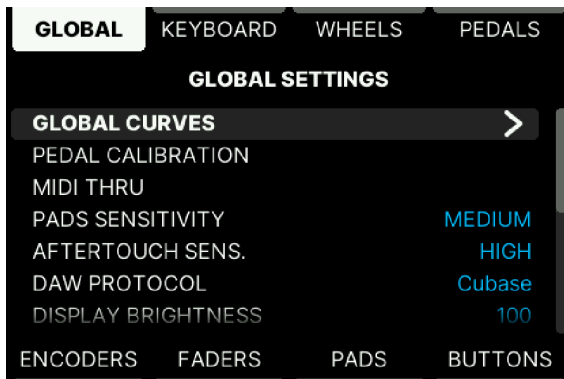 GLOBAL KEYBOARD WHEELS PEDALS
GLOBAL SETTINGS
GLOBAL CURVES
PEDAL CALIBRATION
MIDI THRU
PADS SENSITIVITY MEDIUM
AFTERTOUCH SENS. HIGH
DAW PROTOCOL Cubase
DISPLAY BRIGHTNESS 100
ENCODERS FADERS PADS BUTTONS